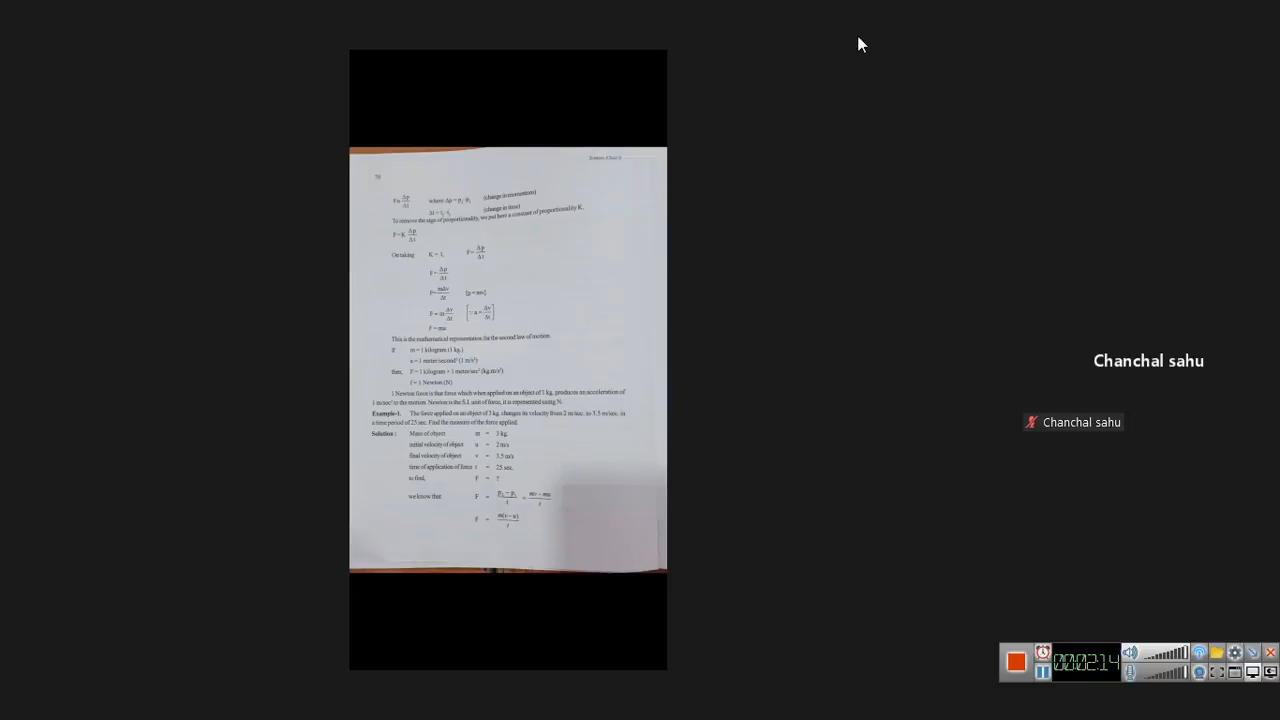 Science, Class-9
78
F∝ Δp/Δt where Δp = p₂-p₁ (change in momentum)
Δt = t₂-t₁ (change in time)
To remove the sign of proportionality, we put here a constant of proportionality K.
F=K Δp/Δt
On taking K = 1, F= Δp/Δt
F= Δp/Δt
F= mΔv/Δt [p = mv]
F = m Δv/Δt [∵ a = Δv/Δt]
F = ma
This is the mathematical representation for the second law of motion.
If m = 1 kilogram (1 kg.)
a = 1 meter/second² (1 m/s²)
then, F = 1 kilogram × 1 meter/sec² (kg.m/s²)
f = 1 Newton (N)
1 Newton force is that force which when applied on an object of 1 kg. produces an acceleration of
1 m/sec² to the motion. Newton is the S.I. unit of force, it is represented using N.
Example-1. The force applied on an object of 3 kg. changes its velocity from 2 m/sec. to 3.5 m/sec. in
a time period of 25 sec. Find the measure of the force applied.
Solution : Mass of object m = 3 kg.
initial velocity of object u = 2 m/s
final velocity of object v = 3.5 m/s
time of application of force t = 25 sec.
to find, F = ?
we know that F = p₂ – p₁/t = mv – mu/t
F = m(v – u)/t
Chanchal sahu
Chanchal sahu
00:02:14